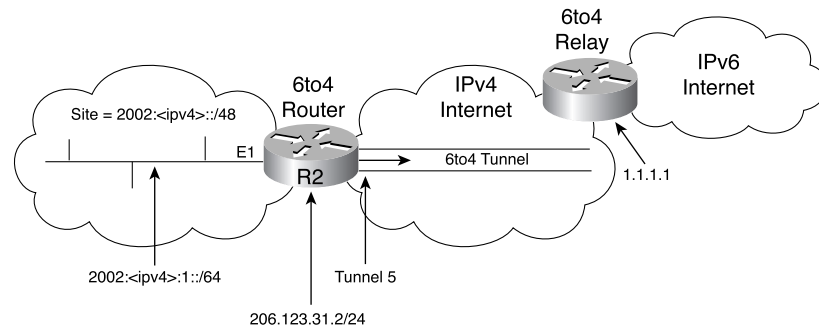 6to4
Relay
IPv6
Internet
6to4
Router
IPv4
Internet
Site = 2002:<ipv4>::/48
E1
R2
6to4 Tunnel
1.1.1.1
2002:<ipv4>:1::/64
Tunnel 5
206.123.31.2/24